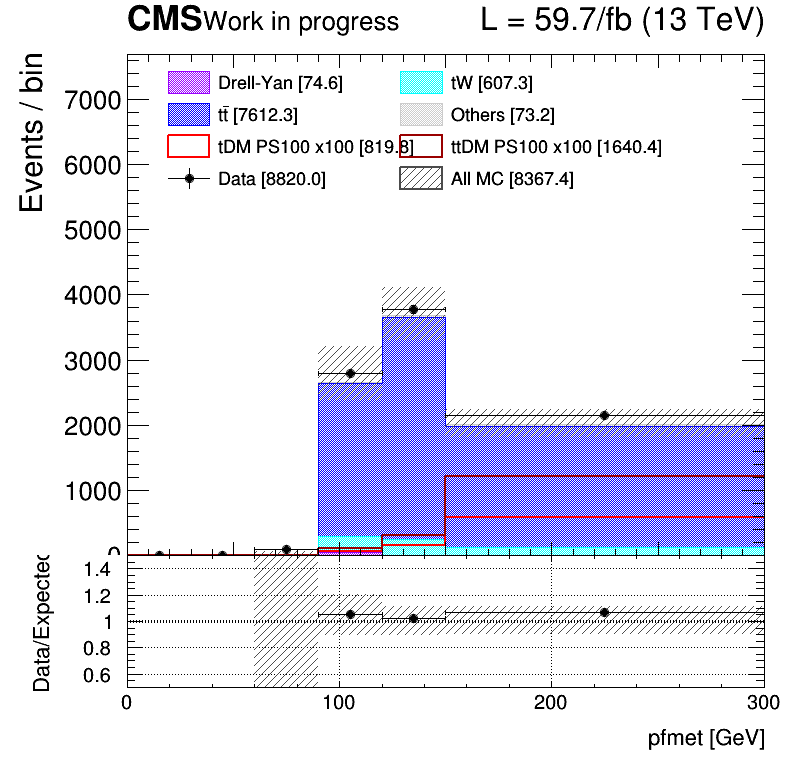 CMS Work in progress L = 59.7/fb (13 TeV)
Events / bin
Drell-Yan [74.6] tW [607.3]
tt̄ [7612.3] Others [73.2]
tDM PS100 x100 [819.8] ttDM PS100 x100 [1640.4]
Data [8820.0] All MC [8367.4]
7000
6000
5000
4000
3000
2000
1000
0
Data/Expected
1.4
1.2
1
0.8
0.6
0 100 200 300
pfmet [GeV]